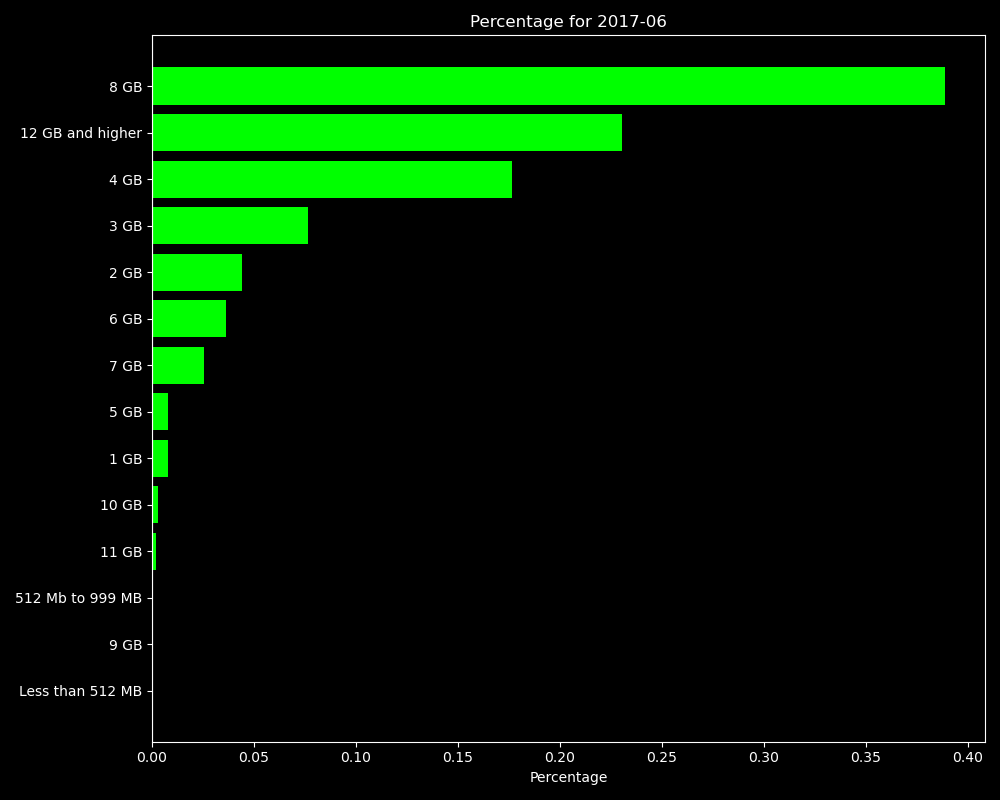 Percentage for 2017-06
8 GB
12 GB and higher
4 GB
3 GB
2 GB
6 GB
7 GB
5 GB
1 GB
10 GB
11 GB
512 Mb to 999 MB
9 GB
Less than 512 MB
0.00 0.05 0.10 0.15 0.20 0.25 0.30 0.35 0.40
Percentage